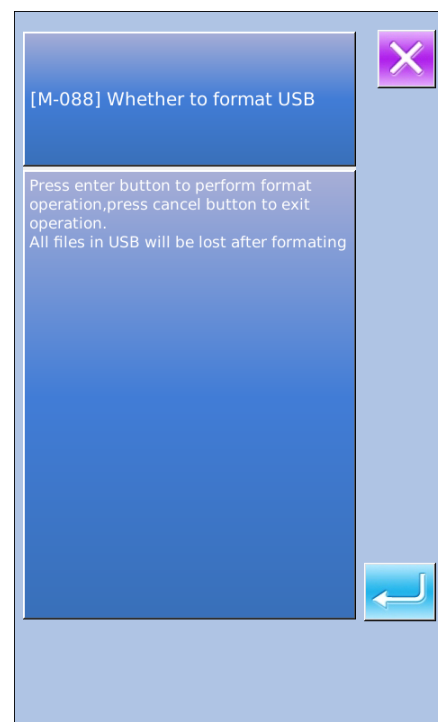 [M-088] Whether to format USB
Press enter button to perform format
operation,press cancel button to exit
operation.
All files in USB will be lost after formating